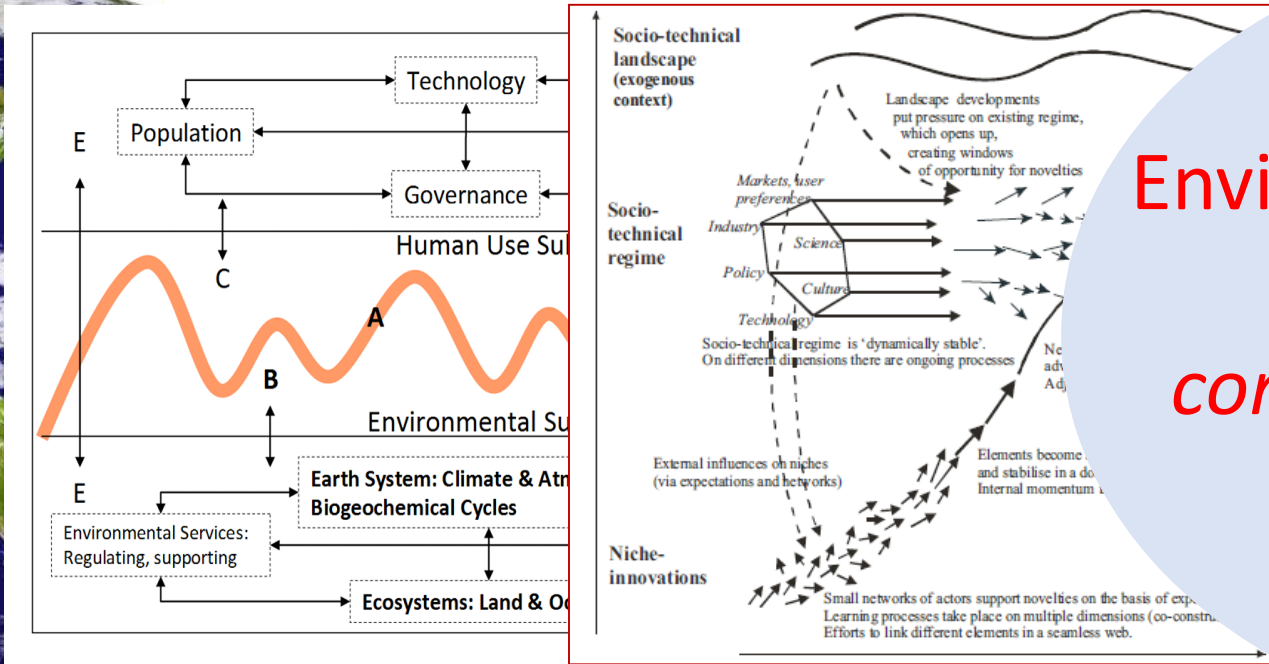 Technology
Population
E
Governance
Human Use Su
C
A
B
Environmental Su
E
Earth System: Climate & Atm
Biogeochemical Cycles
Environmental Services:
Regulating, supporting
Ecosystems: Land & Oc
Socio-technical
landscape
(exogenous
context)
Landscape developments
put pressure on existing regime,
which opens up,
creating windows
of opportunity for novelties
Markets, user
preferences
Socio-
technical
regime
Industry
Science
Policy
Culture
Technology
Socio-technical regime is ‘dynamically stable’.
On different dimensions there are ongoing processes
Ne
adv
Adj
External influences on niches
(via expectations and networks)
Elements become
and stabilise in a do
Internal momentum
Niche-
innovations
Small networks of actors support novelties on the basis of exp
Learning processes take place on multiple dimensions (co-constru
Efforts to link different elements in a seamless web.
Envi
con